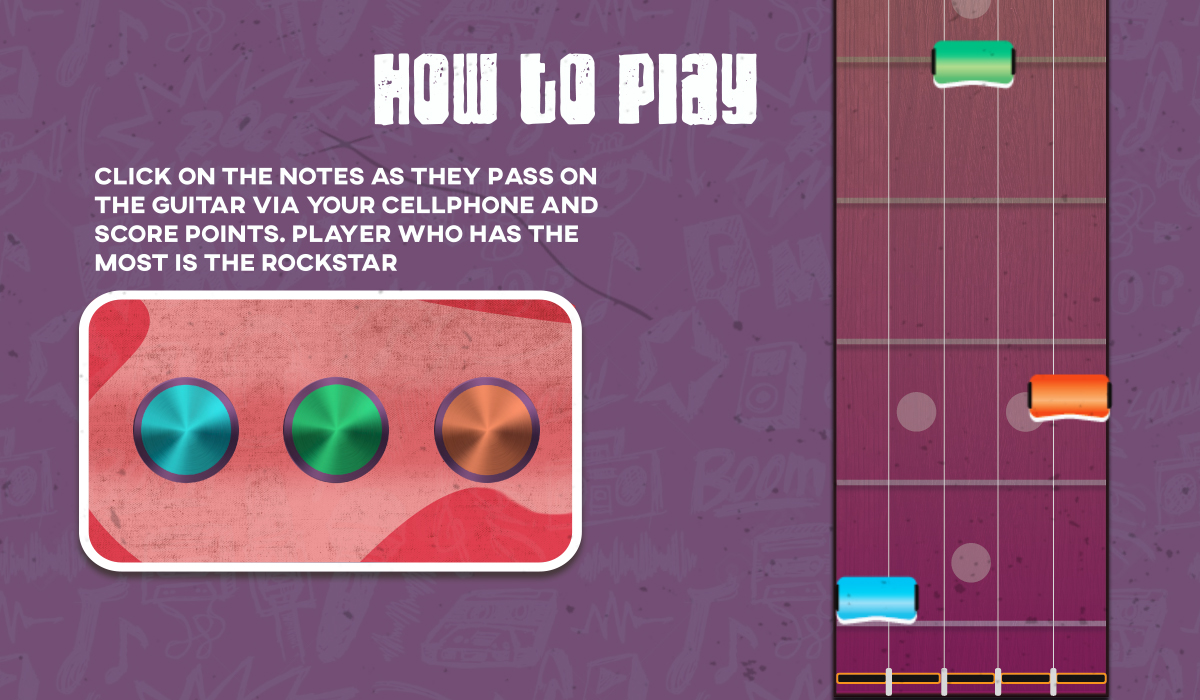 How to Play
CLICK ON THE NOTES AS THEY PASS ON
THE GUITAR VIA YOUR CELLPHONE AND
SCORE POINTS. PLAYER WHO HAS THE
MOST IS THE ROCKSTAR
BOOM